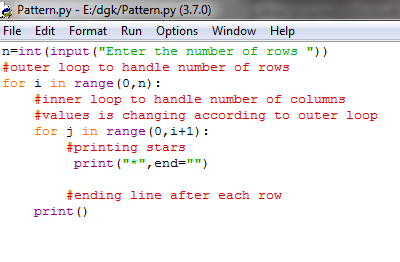 Pattern.py - E:/dgk/Pattern.py (3.7.0)
File Edit Format Run Options Window Help
n=int(input("Enter the number of rows "))
#outer loop to handle number of rows
for i in range(0,n):
    #inner loop to handle number of columns
    #values is changing according to outer loop
    for j in range(0,i+1):
        #printing stars
         print("*",end="")
        #ending line after each row
    print()